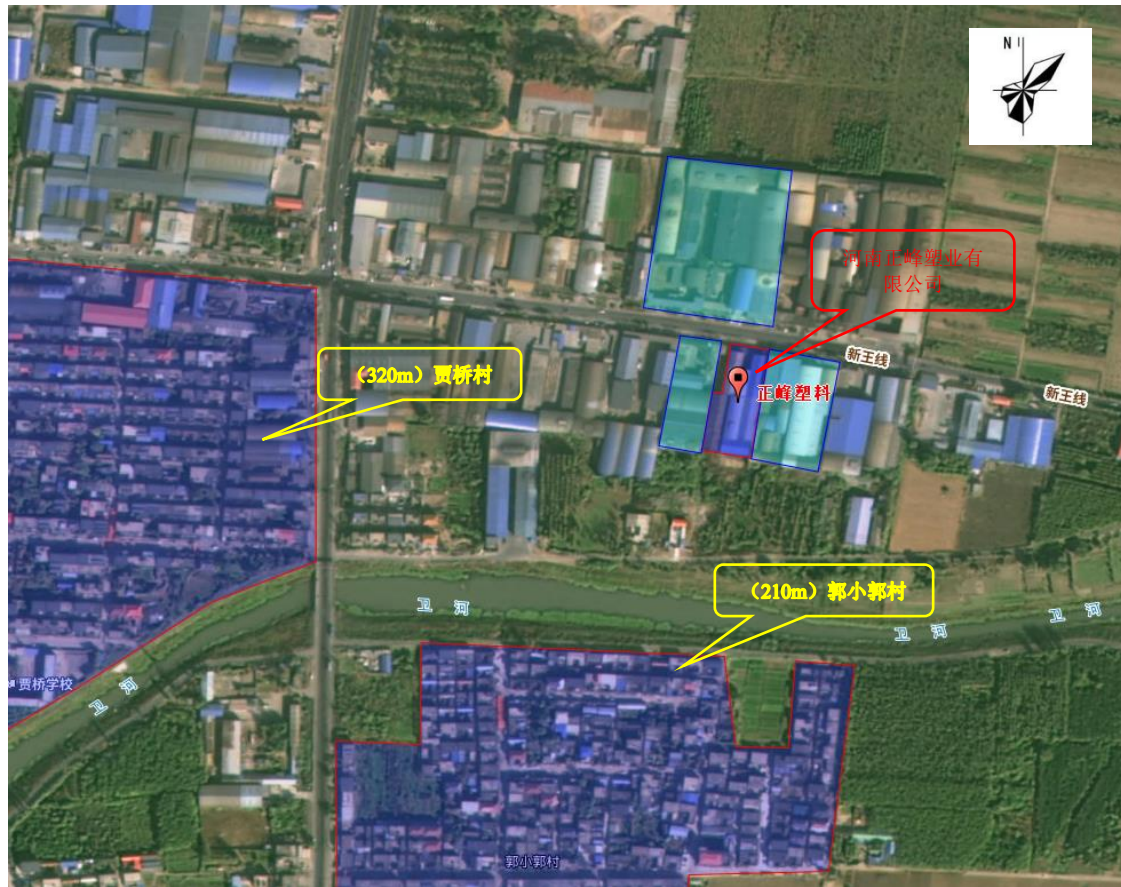 N
河南正峰塑业有
限公司
新王线
新王线
（320m）贾桥村
正峰塑料
（210m）郭小郭村
卫 河
卫 河
卫 河
贾桥学校
卫 河
郭小郭村